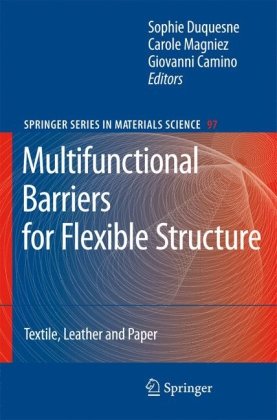 Sophie Duquesne
Carole Magniez
Giovanni Camino
Editors
SPRINGER SERIES IN MATERIALS SCIENCE 97
Multifunctional
Barriers
for Flexible Structure
Textile, Leather and Paper
Springer